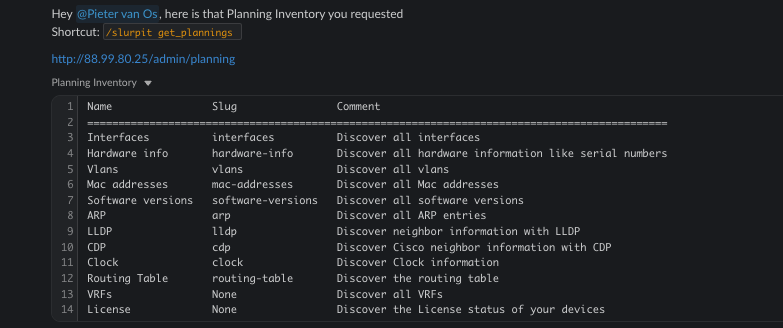 Hey @Pieter van Os, here is that Planning Inventory you requested
Shortcut: /slurpit get_plannings
http://88.99.80.25/admin/planning
Planning Inventory
1 Name Slug Comment
2 =============================================================================================
3 Interfaces interfaces Discover all interfaces
4 Hardware info hardware-info Discover all hardware information like serial numbers
5 Vlans vlans Discover all vlans
6 Mac addresses mac-addresses Discover all Mac addresses
7 Software versions software-versions Discover all software versions
8 ARP arp Discover all ARP entries
9 LLDP lldp Discover neighbor information with LLDP
10 CDP cdp Discover Cisco neighbor information with CDP
11 Clock clock Discover Clock information
12 Routing Table routing-table Discover the routing table
13 VRFs None Discover all VRFs
14 License None Discover the License status of your devices